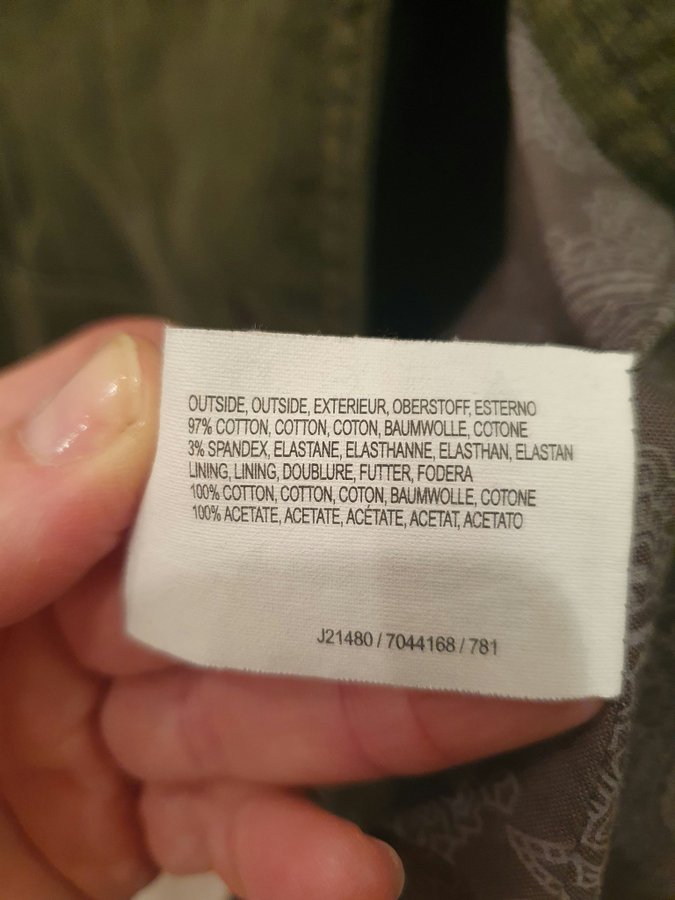 OUTSIDE, OUTSIDE, EXTERIEUR, OBERSTOFF, ESTERNO
97% COTTON, COTTON, COTON, BAUMWOLLE, COTONE
3% SPANDEX, ELASTANE, ELASTHANNE, ELASTHAN, ELASTAN
LINING, LINING, DOUBLURE, FUTTER, FODERA
100% COTTON, COTTON, COTON, BAUMWOLLE, COTONE
100% ACETATE, ACETATE, ACÉTATE, ACETAT, ACETATO
J21480 / 7044168 / 781